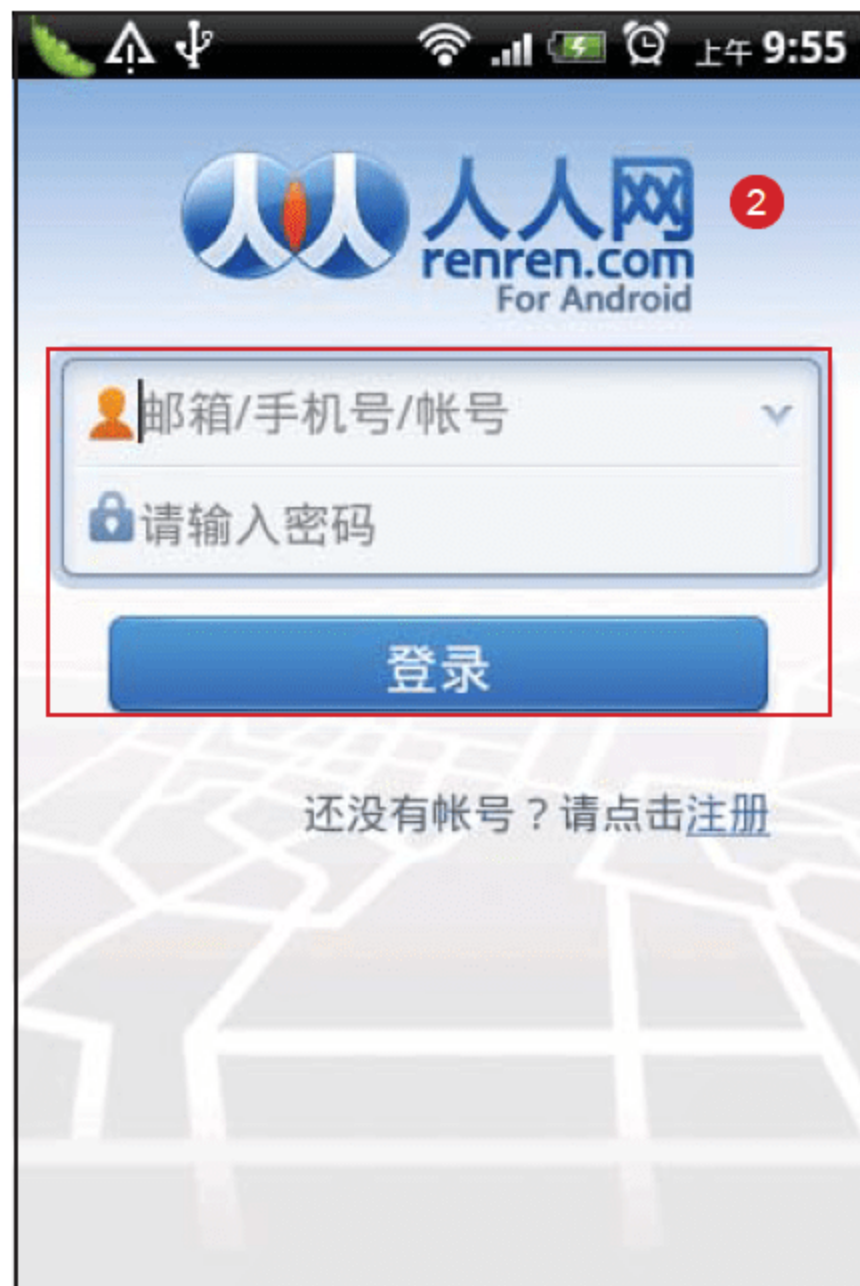 上午 9:55
人人网
2
renren.com
For Android
邮箱/手机号/帐号
请输入密码
登录
还没有帐号？请点击注册